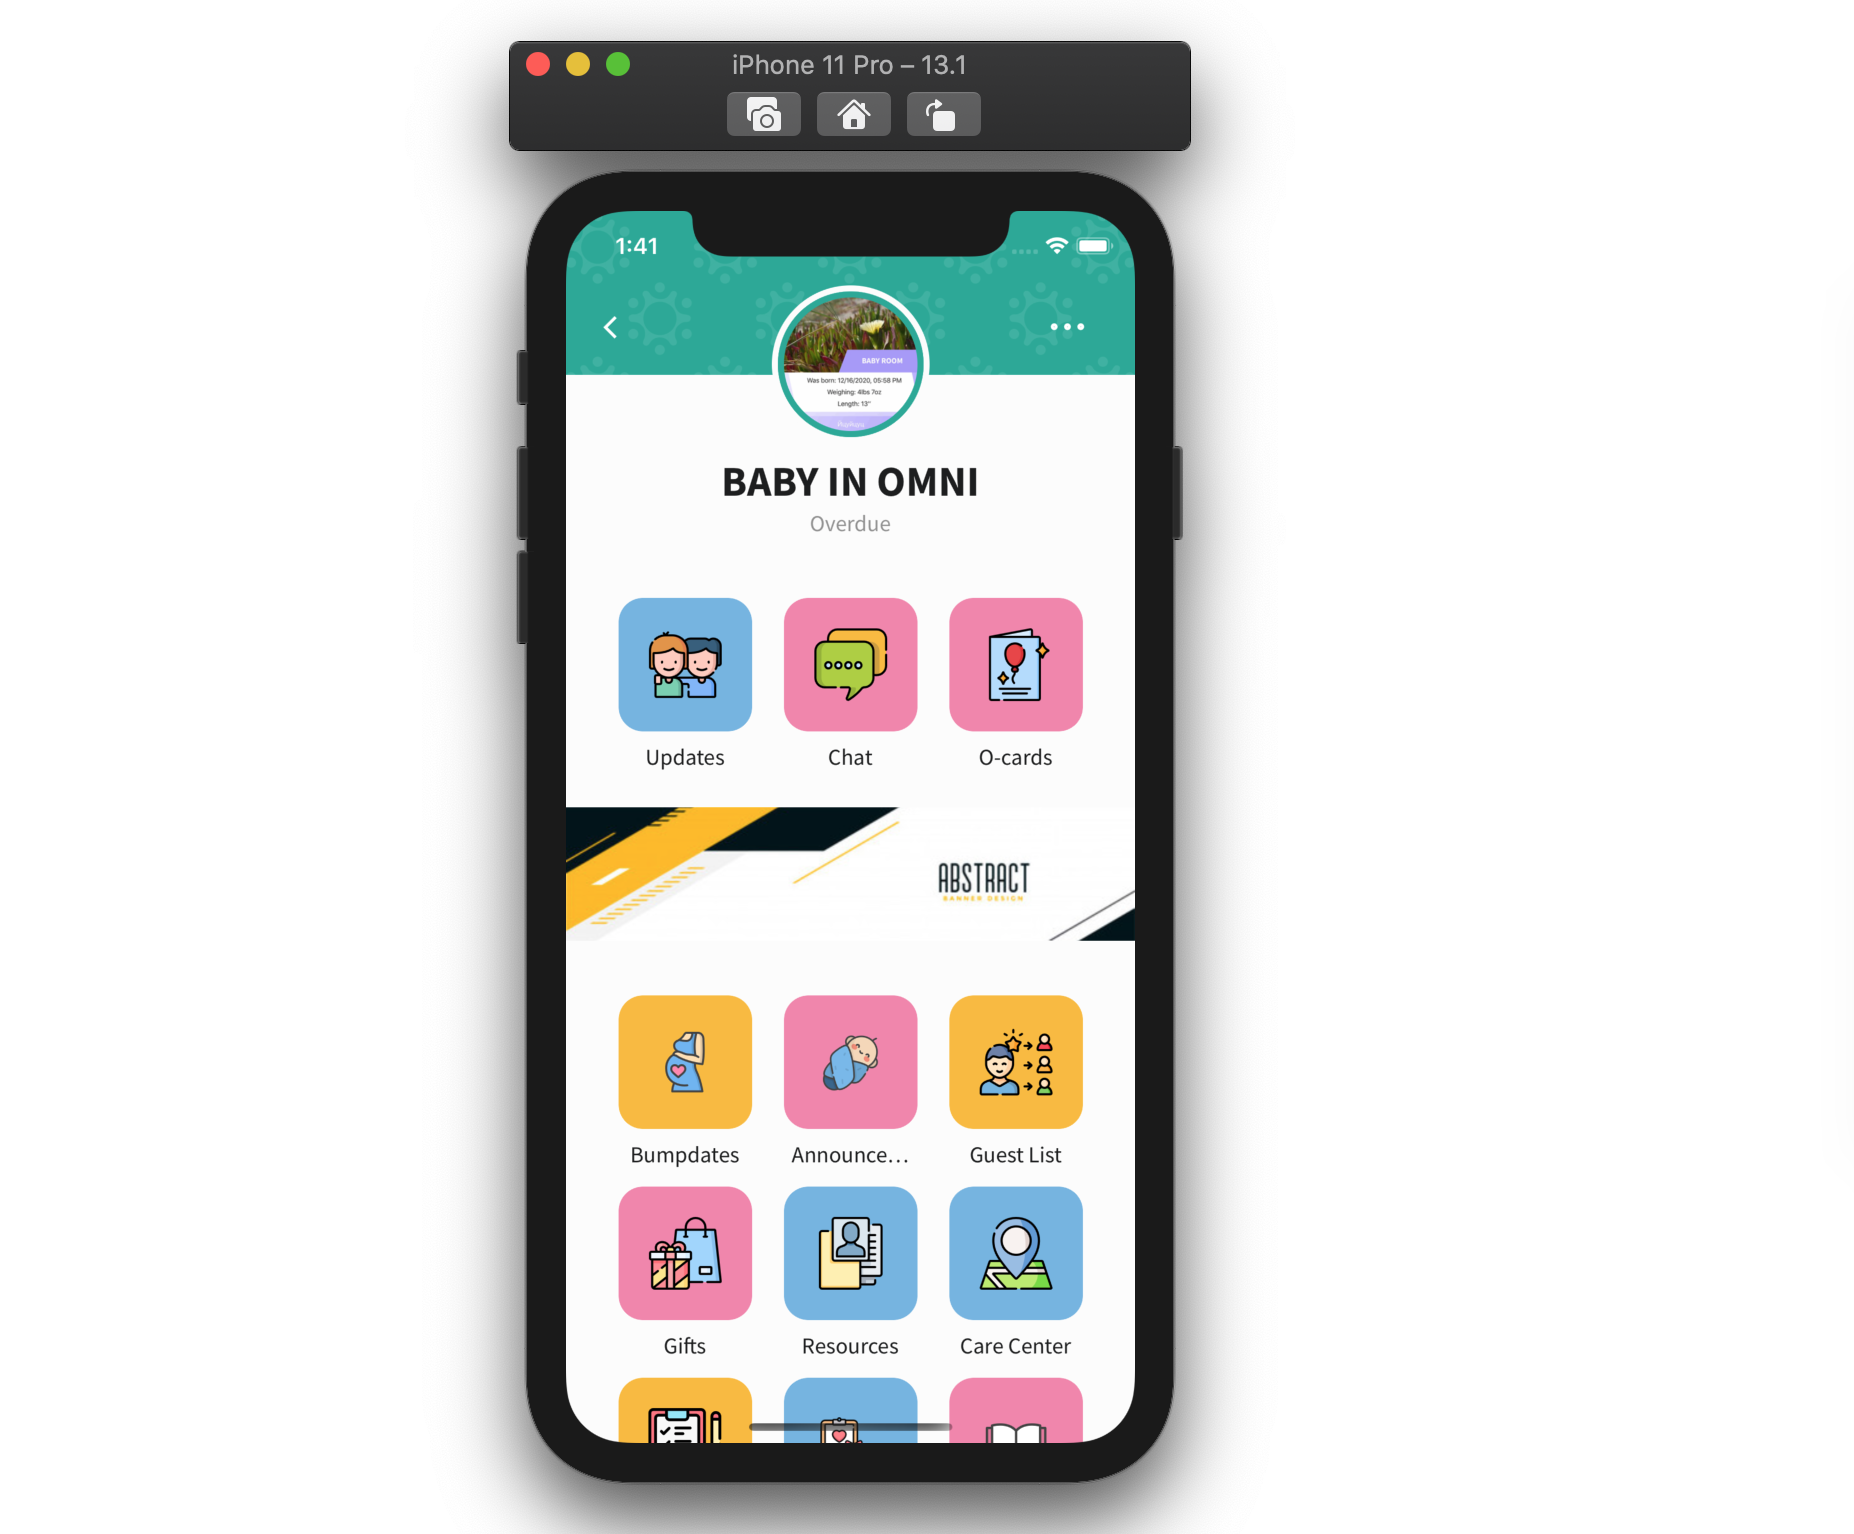 iPhone 11 Pro – 13.1
1:41
BABY ROOM
Was born: 12/16/2020, 05:58 PM
Weighing: 4lbs 7oz
Length: 13"
BABY IN OMNI
Overdue
Updates
Chat
O-cards
ABSTRACT
BANNER DESIGN
Bumpdates
Announce...
Guest List
Gifts
Resources
Care Center